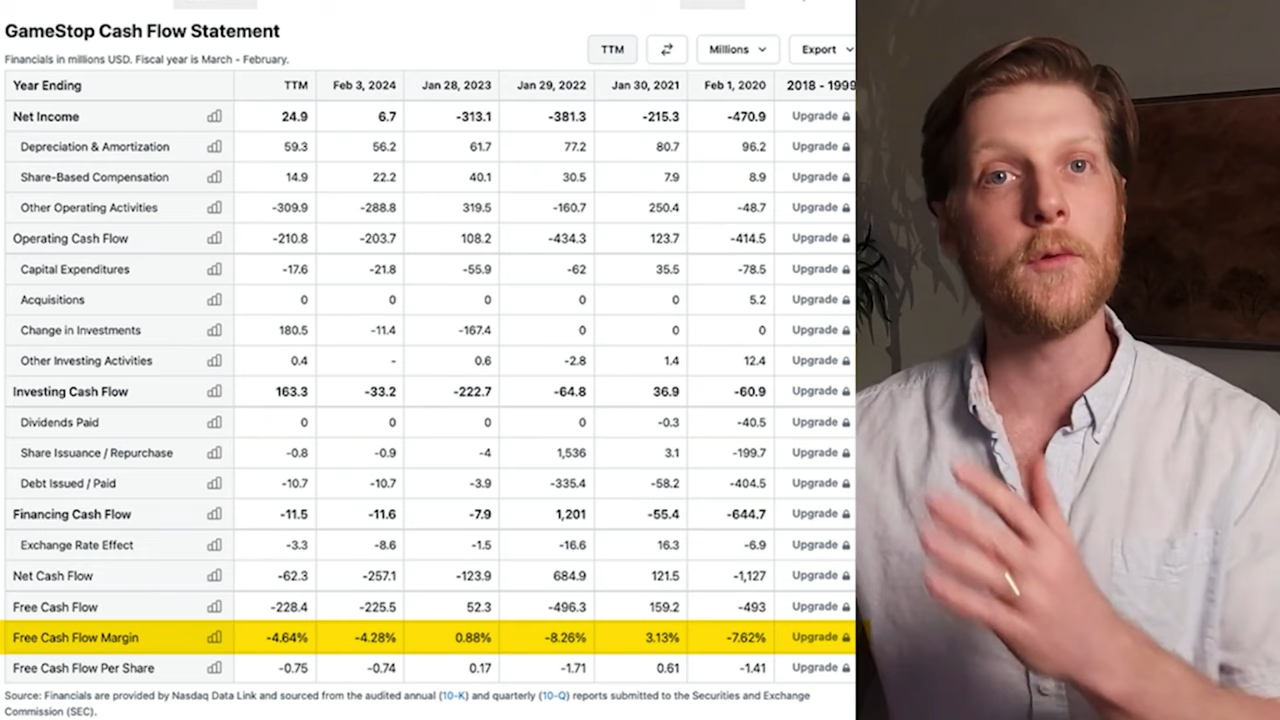 GameStop Cash Flow Statement
TTM Millions Export
Financials in millions USD. Fiscal year is March - February.
Year Ending TTM Feb 3, 2024 Jan 28, 2023 Jan 29, 2022 Jan 30, 2021 Feb 1, 2020 2018 - 1999
Net Income 24.9 6.7 -313.1 -381.3 -215.3 -470.9 Upgrade
Depreciation & Amortization 59.3 56.2 61.7 77.2 80.7 96.2 Upgrade
Share-Based Compensation 14.9 22.2 40.1 30.5 7.9 8.9 Upgrade
Other Operating Activities -309.9 -288.8 319.5 -160.7 250.4 -48.7 Upgrade
Operating Cash Flow -210.8 -203.7 108.2 -434.3 123.7 -414.5 Upgrade
Capital Expenditures -17.6 -21.8 -55.9 -62 35.5 -78.5 Upgrade
Acquisitions 0 0 0 0 0 5.2 Upgrade
Change in Investments 180.5 -11.4 -167.4 0 0 0 Upgrade
Other Investing Activities 0.4 - 0.6 -2.8 1.4 12.4 Upgrade
Investing Cash Flow 163.3 -33.2 -222.7 -64.8 36.9 -60.9 Upgrade
Dividends Paid 0 0 0 0 -0.3 -40.5 Upgrade
Share Issuance / Repurchase -0.8 -0.9 -4 1,536 3.1 -199.7 Upgrade
Debt Issued / Paid -10.7 -10.7 -3.9 -335.4 -58.2 -404.5 Upgrade
Financing Cash Flow -11.5 -11.6 -7.9 1,201 -55.4 -644.7 Upgrade
Exchange Rate Effect -3.3 -8.6 -1.5 -16.6 16.3 -6.9 Upgrade
Net Cash Flow -62.3 -257.1 -123.9 684.9 121.5 -1,127 Upgrade
Free Cash Flow -228.4 -225.5 52.3 -496.3 159.2 -493 Upgrade
Free Cash Flow Margin -4.64% -4.28% 0.88% -8.26% 3.13% -7.62% Upgrade
Free Cash Flow Per Share -0.75 -0.74 0.17 -1.71 0.61 -1.41 Upgrade
Source: Financials are provided by Nasdaq Data Link and sourced from the audited annual (10-K) and quarterly (10-Q) reports submitted to the Securities and Exchange
Commission (SEC).